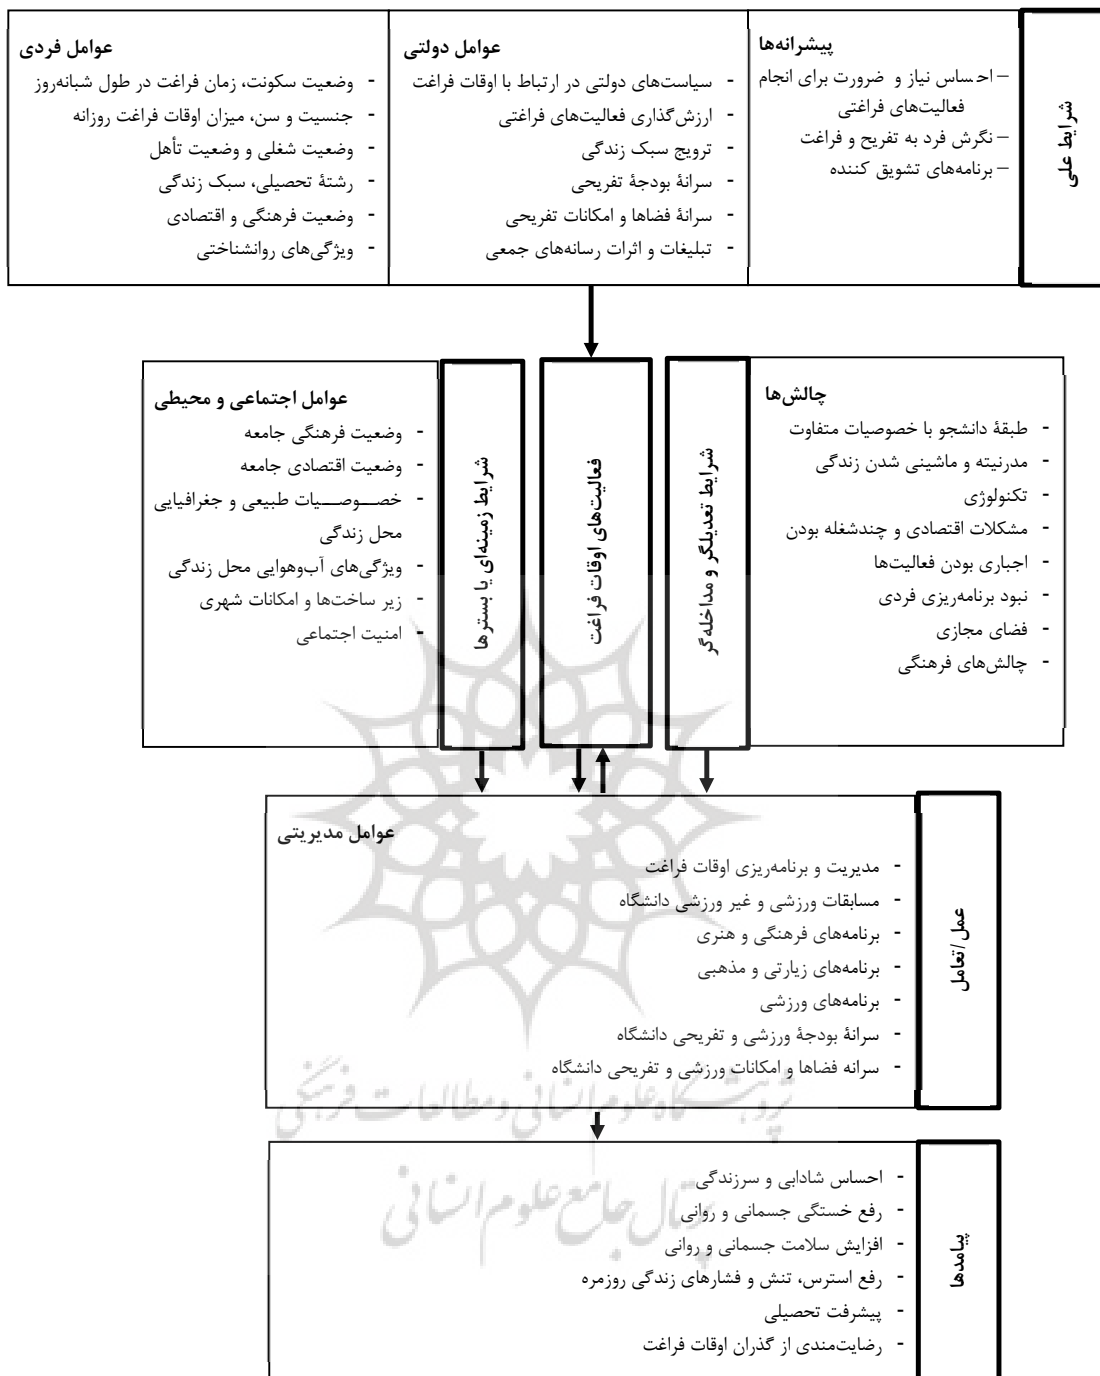 شرایط علی
پیشرانه‌ها
– احساس نیاز و ضرورت برای انجام
فعالیت‌های فراغتی
– نگرش فرد به تفریح و فراغت
– برنامه‌های تشویق کننده
عوامل دولتی
- سیاست‌های دولتی در ارتباط با اوقات فراغت
- ارزش‌گذاری فعالیت‌های فراغتی
- ترویج سبک زندگی
- سرانهٔ بودجهٔ تفریحی
- سرانهٔ فضاها و امکانات تفریحی
- تبلیغات و اثرات رسانه‌های جمعی
عوامل فردی
- وضعیت سکونت، زمان فراغت در طول شبانه‌روز
- جنسیت و سن، میزان اوقات فراغت روزانه
- وضعیت شغلی و وضعیت تأهل
- رشتهٔ تحصیلی، سبک زندگی
- وضعیت فرهنگی و اقتصادی
- ویژگی‌های روانشناختی
چالش‌ها
- طبقهٔ دانشجو با خصوصیات متفاوت
- مدرنیته و ماشینی شدن زندگی
- تکنولوژی
- مشکلات اقتصادی و چندشغله بودن
- اجباری بودن فعالیت‌ها
- نبود برنامه‌ریزی فردی
- فضای مجازی
- چالش‌های فرهنگی
شرایط تعدیلگر و مداخله‌گر
فعالیت‌های اوقات فراغت
شرایط زمینه‌ای یا بسترها
عوامل اجتماعی و محیطی
- وضعیت فرهنگی جامعه
- وضعیت اقتصادی جامعه
- خصوصیات طبیعی و جغرافیایی
محل زندگی
- ویژگی‌های آب‌وهوایی محل زندگی
- زیر ساخت‌ها و امکانات شهری
- امنیت اجتماعی
عمل/تعامل
عوامل مدیریتی
- مدیریت و برنامه‌ریزی اوقات فراغت
- مسابقات ورزشی و غیر ورزشی دانشگاه
- برنامه‌های فرهنگی و هنری
- برنامه‌های زیارتی و مذهبی
- برنامه‌های ورزشی
- سرانهٔ بودجهٔ ورزشی و تفریحی دانشگاه
- سرانه فضاها و امکانات ورزشی و تفریحی دانشگاه
پژوهشگاه علوم انسانی و مطالعات فرهنگی
پیامدها
- احساس شادابی و سرزندگی
- رفع خستگی جسمانی و روانی
- افزایش سلامت جسمانی و روانی
- رفع استرس، تنش و فشارهای زندگی روزمره
- پیشرفت تحصیلی
- رضایت‌مندی از گذران اوقات فراغت
پرتال جامع علوم انسانی